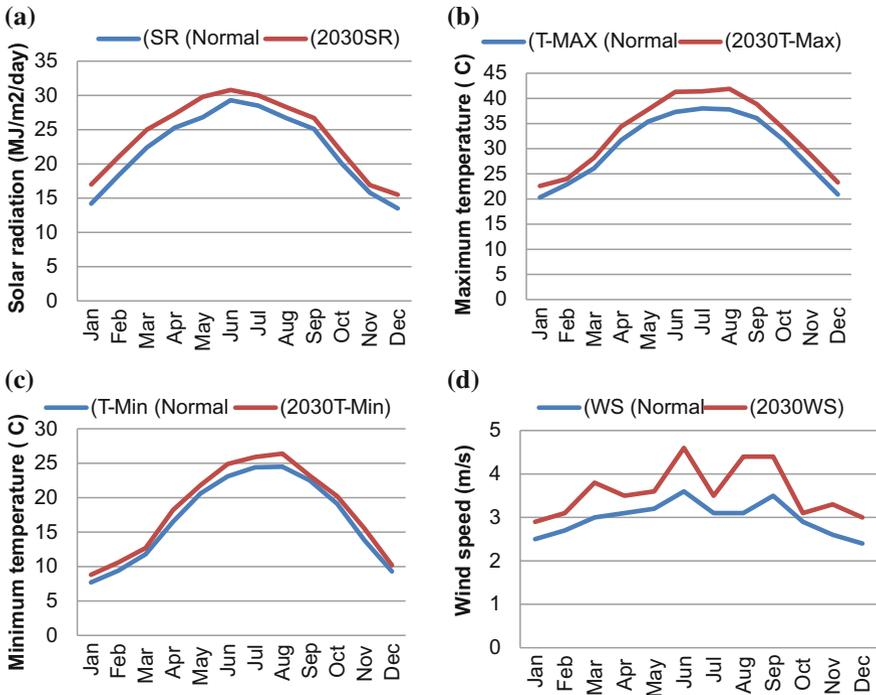 (a)
(SR (Normal (2030SR)
Solar radiation (MJ/m2/day)
35
30
25
20
15
10
5
0
Jan Feb Mar Apr May Jun Jul Aug Sep Oct Nov Dec
(b)
(T-MAX (Normal (2030T-Max)
Maximum temperature ( C)
45
40
35
30
25
20
15
10
5
0
Jan Feb Mar Apr May Jun Jul Aug Sep Oct Nov Dec
(c)
(T-Min (Normal (2030T-Min)
Minimum temperature ( C)
30
25
20
15
10
5
0
Jan Feb Mar Apr May Jun Jul Aug Sep Oct Nov Dec
(d)
(WS (Normal (2030WS)
Wind speed (m/s)
5
4
3
2
1
0
Jan Feb Mar Apr May Jun Jul Aug Sep Oct Nov Dec